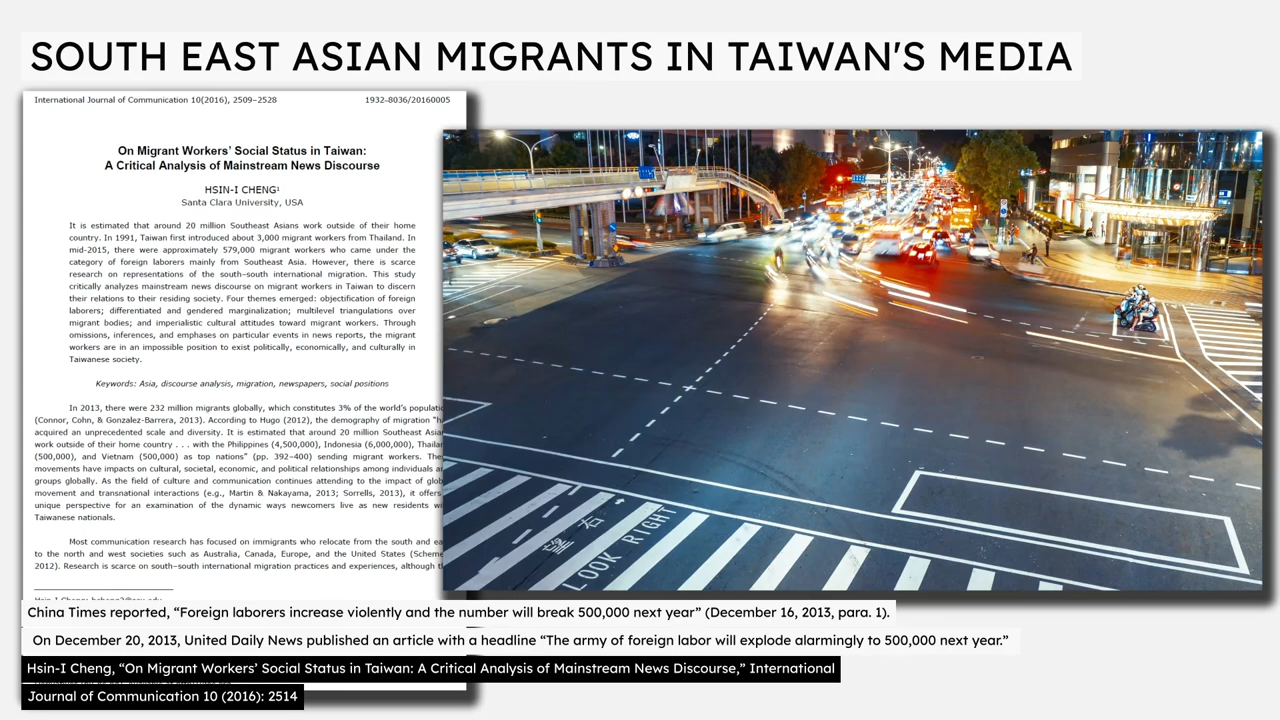 SOUTH EAST ASIAN MIGRANTS IN TAIWAN'S MEDIA
International Journal of Communication 10(2016), 2509–2528 1932-8036/20160005
On Migrant Workers' Social Status in Taiwan:
A Critical Analysis of Mainstream News Discourse
HSIN-I CHENG¹
Santa Clara University, USA
It is estimated that around 20 million Southeast Asians work outside of their home
country. In 1991, Taiwan first introduced about 3,000 migrant workers from Thailand. In
mid-2015, there were approximately 579,000 migrant workers who came under the
category of foreign laborers mainly from Southeast Asia. However, there is scarce
research on representations of the south–south international migration. This study
critically analyzes mainstream news discourse on migrant workers in Taiwan to discern
their relations to their residing society. Four themes emerged: objectification of foreign
laborers; differentiated and gendered marginalization; multilevel triangulations over
migrant bodies; and imperialistic cultural attitudes toward migrant workers. Through
omissions, inferences, and emphases on particular events in news reports, the migrant
workers are in an impossible position to exist politically, economically, and culturally in
Taiwanese society.
Keywords: Asia, discourse analysis, migration, newspapers, social positions
In 2013, there were 232 million migrants globally, which constitutes 3% of the world's
(Connor, Cohn, & Gonzalez-Barrera, 2013). According to Hugo (2012), the demography of migration
acquired an unprecedented scale and diversity. It is estimated that around 20 million Southeast
work outside of their home country . . . with the Philippines (4,500,000), Indonesia (6,000,000),
(500,000), and Vietnam (500,000) as top nations" (pp. 392–400) sending migrant workers.
movements have impacts on cultural, societal, economic, and political relationships among individuals
groups globally. As the field of culture and communication continues attending to the impact of
movement and transnational interactions (e.g., Martin & Nakayama, 2013; Sorrells, 2013), it offers
unique perspective for an examination of the dynamic ways newcomers live as new residents
Taiwanese nationals.
Most communication research has focused on immigrants who relocate from the south and
to the north and west societies such as Australia, Canada, Europe, and the United States
2012). Research is scarce on south–south international migration practices and experiences, although
LOOK RIGHT
China Times reported, “Foreign laborers increase violently and the number will break 500,000 next year” (December 16, 2013, para. 1).
On December 20, 2013, United Daily News published an article with a headline “The army of foreign labor will explode alarmingly to 500,000 next year.”
Hsin-I Cheng, “On Migrant Workers’ Social Status in Taiwan: A Critical Analysis of Mainstream News Discourse,” International
Journal of Communication 10 (2016): 2514